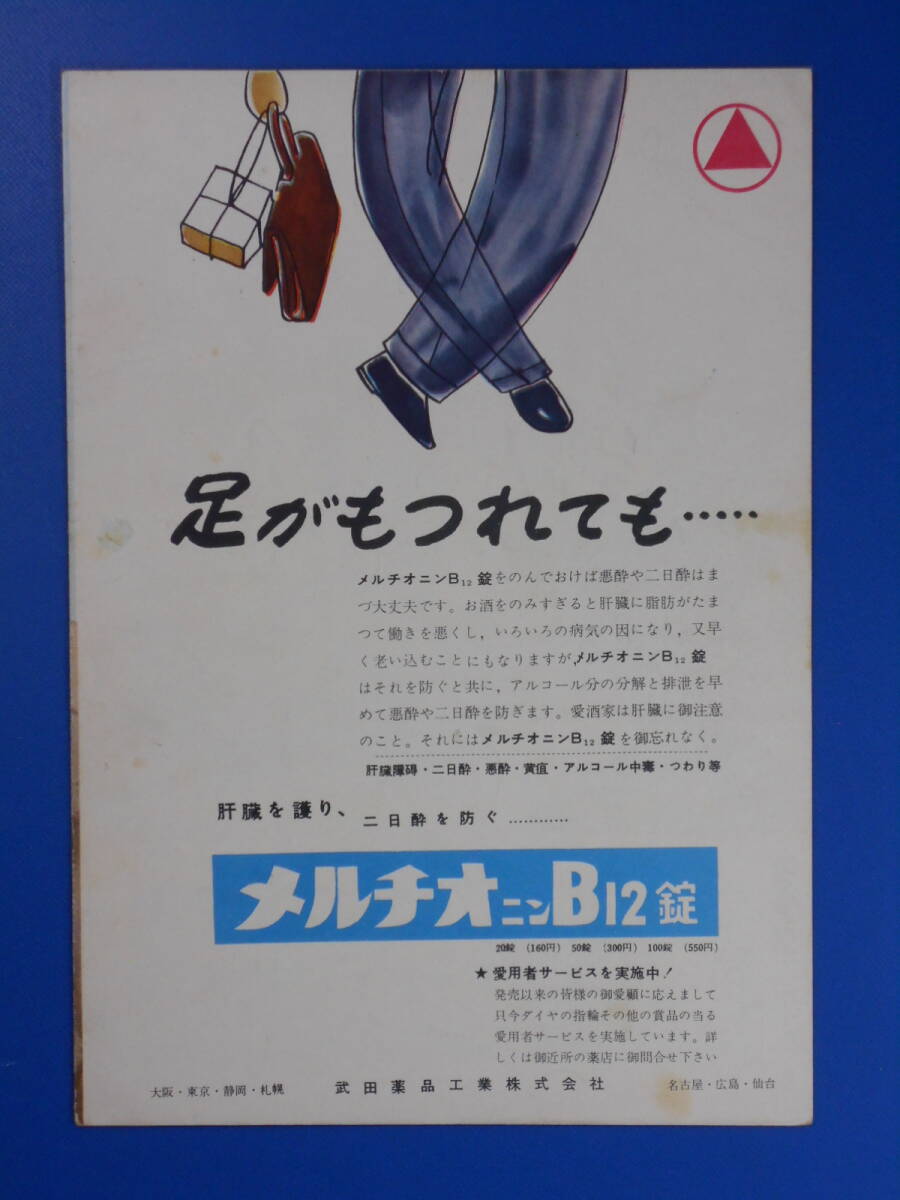 足がもつれても……
メルチオニンB₁₂錠をのんでおけば悪酔や二日酔はま
づ大丈夫です。お酒をのみすぎると肝臓に脂肪がたま
つて働きを悪くし，いろいろの病気の因になり，又早
く老い込むことにもなりますが，メルチオニンB₁₂錠
はそれを防ぐと共に，アルコール分の分解と排泄を早
めて悪酔や二日酔を防ぎます。愛酒家は肝臓に御注意
のこと。それにはメルチオニンB₁₂錠を御忘れなく。
肝臓障碍・二日酔・悪酔・黄疸・アルコール中毒・つわり等
肝臓を護り、二日酔を防ぐ…………
メルチオニンB12錠
20錠 (160円) 50錠 (300円) 100錠 (550円)
★愛用者サービスを実施中！
発売以来の皆様の御愛顧に応えまして
只今ダイヤの指輪その他の賞品の当る
愛用者サービスを実施しています。詳
しくは御近所の薬店に御問合せ下さい
大阪・東京・静岡・札幌 武田薬品工業株式会社 名古屋・広島・仙台